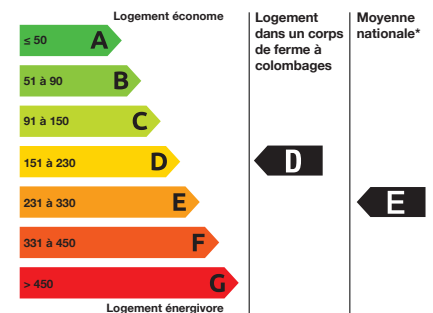 Logement économe
Logement
dans un corps
de ferme à
colombages
Moyenne
nationale*
≤ 50 A
51 à 90 B
91 à 150 C
151 à 230 D
D
231 à 330 E
E
331 à 450 F
> 450 G
Logement énergivore